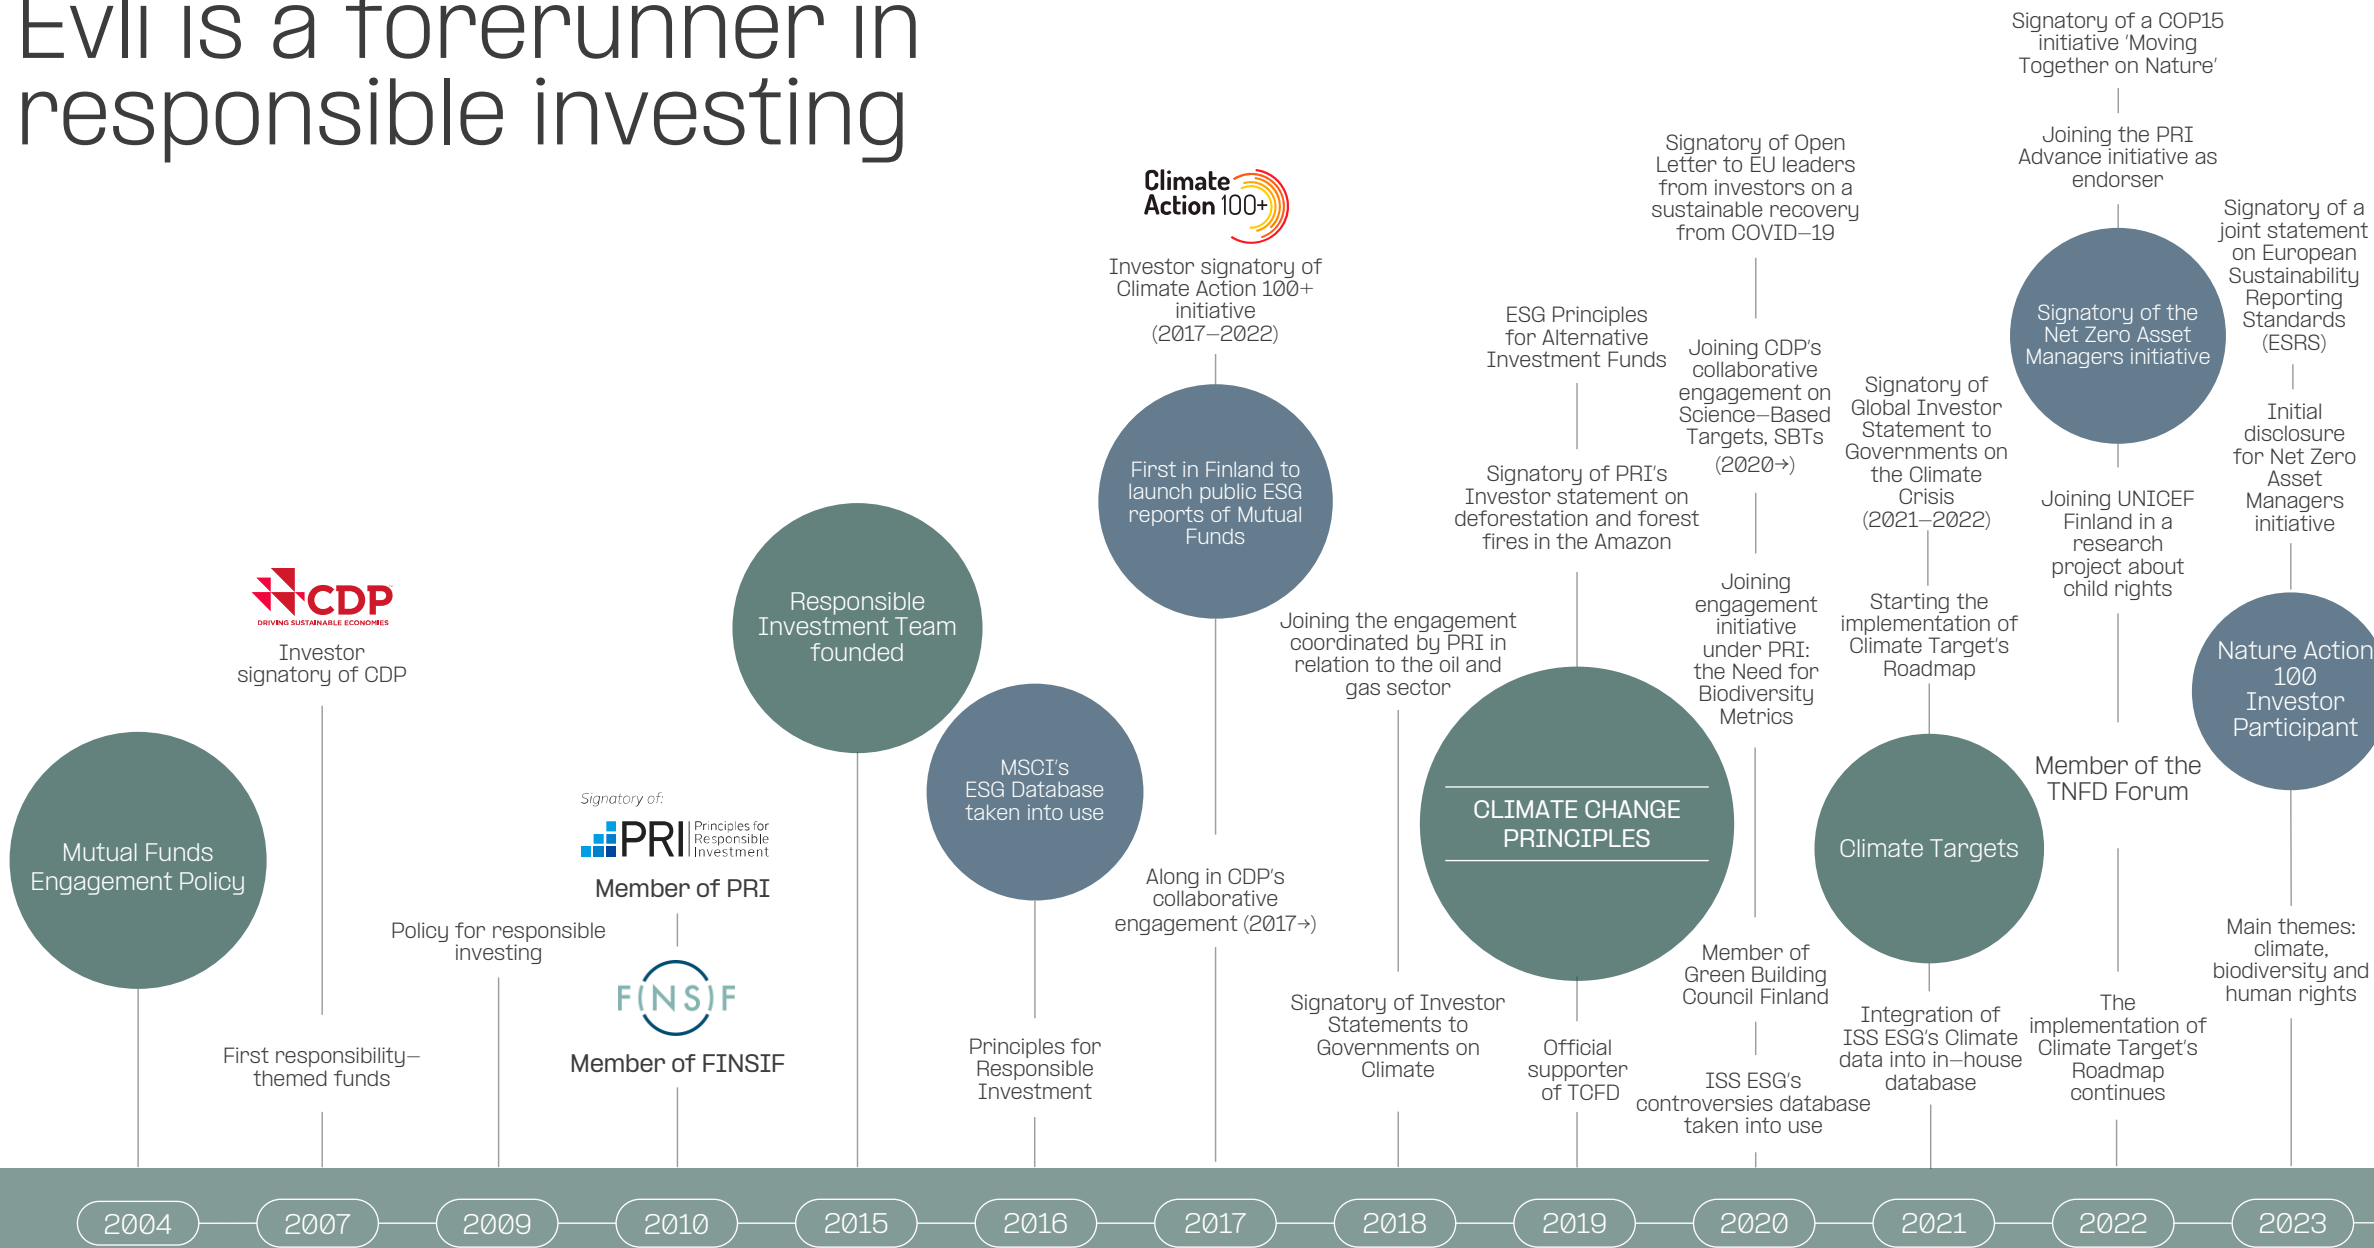 Evli is a forerunner in
responsible investing
Mutual Funds
Engagement Policy
CDP
DRIVING SUSTAINABLE ECONOMIES
Investor
signatory of CDP
First responsibility–
themed funds
Policy for responsible
investing
Signatory of:
PRI
Principles for
Responsible
Investment
Member of PRI
FINSIF
Member of FINSIF
Responsible
Investment Team
founded
MSCI's
ESG Database
taken into use
Principles for
Responsible
Investment
Climate
Action 100+
Investor signatory of
Climate Action 100+
initiative
(2017–2022)
First in Finland to
launch public ESG
reports of Mutual
Funds
Along in CDP's
collaborative
engagement (2017→)
Joining the engagement
coordinated by PRI in
relation to the oil and
gas sector
Signatory of Investor
Statements to
Governments on
Climate
ESG Principles
for Alternative
Investment Funds
Signatory of PRI's
Investor statement on
deforestation and forest
fires in the Amazon
CLIMATE CHANGE
PRINCIPLES
Official
supporter
of TCFD
Signatory of Open
Letter to EU leaders
from investors on a
sustainable recovery
from COVID–19
Joining CDP's
collaborative
engagement on
Science–Based
Targets, SBTs
(2020→)
Joining
engagement
initiative
under PRI:
the Need for
Biodiversity
Metrics
Member of
Green Building
Council Finland
ISS ESG's
controversies database
taken into use
Signatory of
Global Investor
Statement to
Governments on
the Climate
Crisis
(2021–2022)
Starting the
implementation of
Climate Target's
Roadmap
Climate Targets
Integration of
ISS ESG's Climate
data into in–house
database
Signatory of a COP15
initiative 'Moving
Together on Nature'
Joining the PRI
Advance initiative as
endorser
Signatory of the
Net Zero Asset
Managers initiative
Joining UNICEF
Finland in a
research
project about
child rights
Member of the
TNFD Forum
The
implementation of
Climate Target's
Roadmap
continues
Signatory of a
joint statement
on European
Sustainability
Reporting
Standards
(ESRS)
Initial
disclosure
for Net Zero
Asset
Managers
initiative
Nature Action
100
Investor
Participant
Main themes:
climate,
biodiversity and
human rights
2004
2007
2009
2010
2015
2016
2017
2018
2019
2020
2021
2022
2023